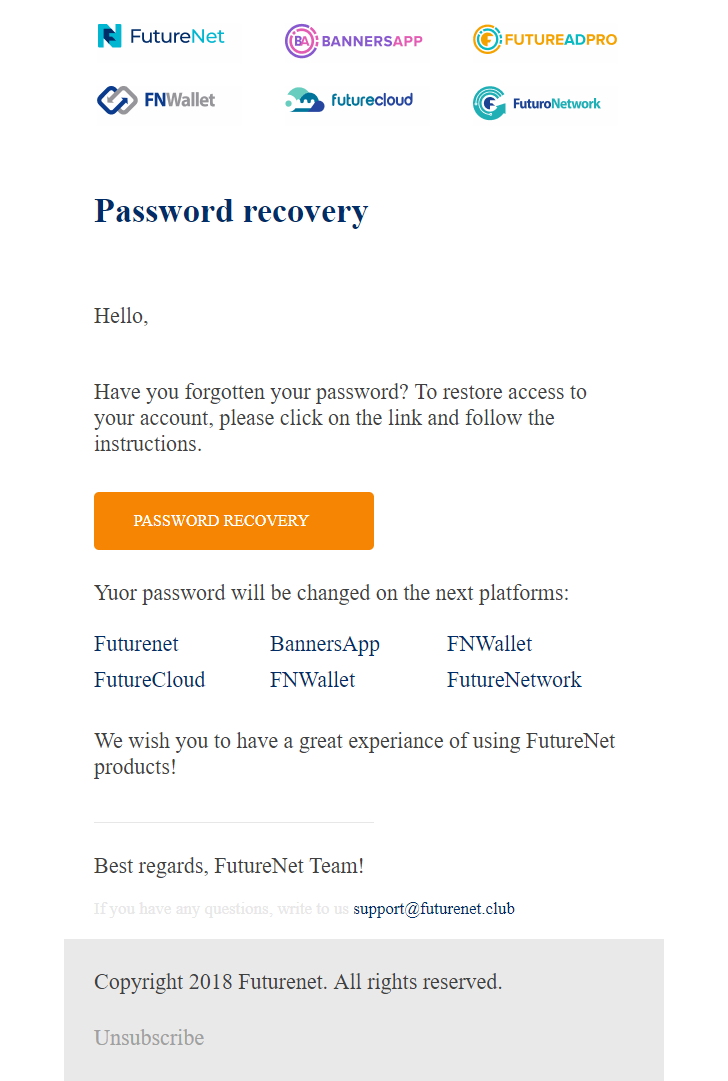 FutureNet BANNERSAPP FUTUREADPRO
FNWallet futurecloud FuturoNetwork
Password recovery
Hello,
Have you forgotten your password? To restore access to
your account, please click on the link and follow the
instructions.
PASSWORD RECOVERY
Yuor password will be changed on the next platforms:
Futurenet BannersApp FNWallet
FutureCloud FNWallet FutureNetwork
We wish you to have a great experiance of using FutureNet
products!
Best regards, FutureNet Team!
If you have any questions, write to us support@futurenet.club
Copyright 2018 Futurenet. All rights reserved.
Unsubscribe